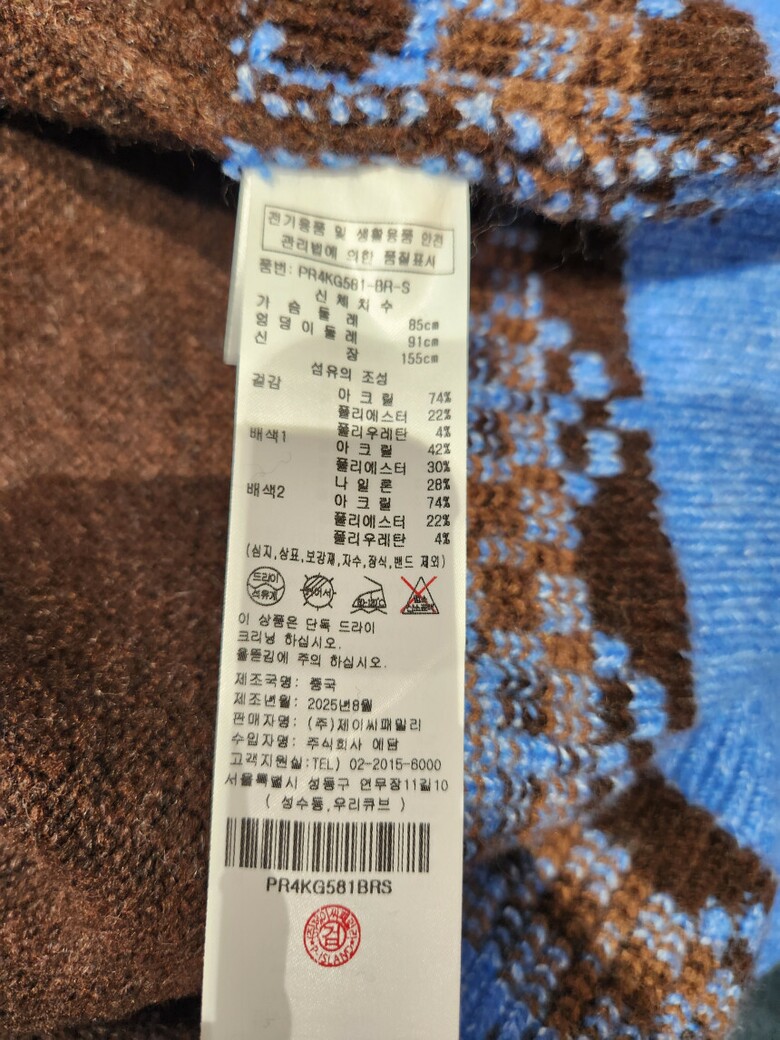 전기용품 및 생활용품 안전
관리법에 의한 품질표시
품번: PR4KG581-BR-S
신체치수
가슴둘레 85cm
엉덩이둘레 91cm
신장 155cm
섬유의 조성
겉감 아크릴 74%
폴리에스터 22%
폴리우레탄 4%
배색1 아크릴 42%
폴리에스터 30%
나일론 28%
배색2 아크릴 74%
폴리에스터 22%
폴리우레탄 4%
(심지,상표,보강재,자수,장식,밴드 제외)
드라이
석유계
이 상품은 단독 드라이
크리닝 하십시오.
올뜯김에 주의 하십시오.
제조국명: 중국
제조년월: 2025년8월
판매자명: (주)제이씨패밀리
수입자명: 주식회사 에땀
고객지원실:TEL) 02-2015-6000
서울특별시 성동구 연무장11길10
( 성수동,우리큐브 )
PR4KG581BRS
검
P.ISLAND